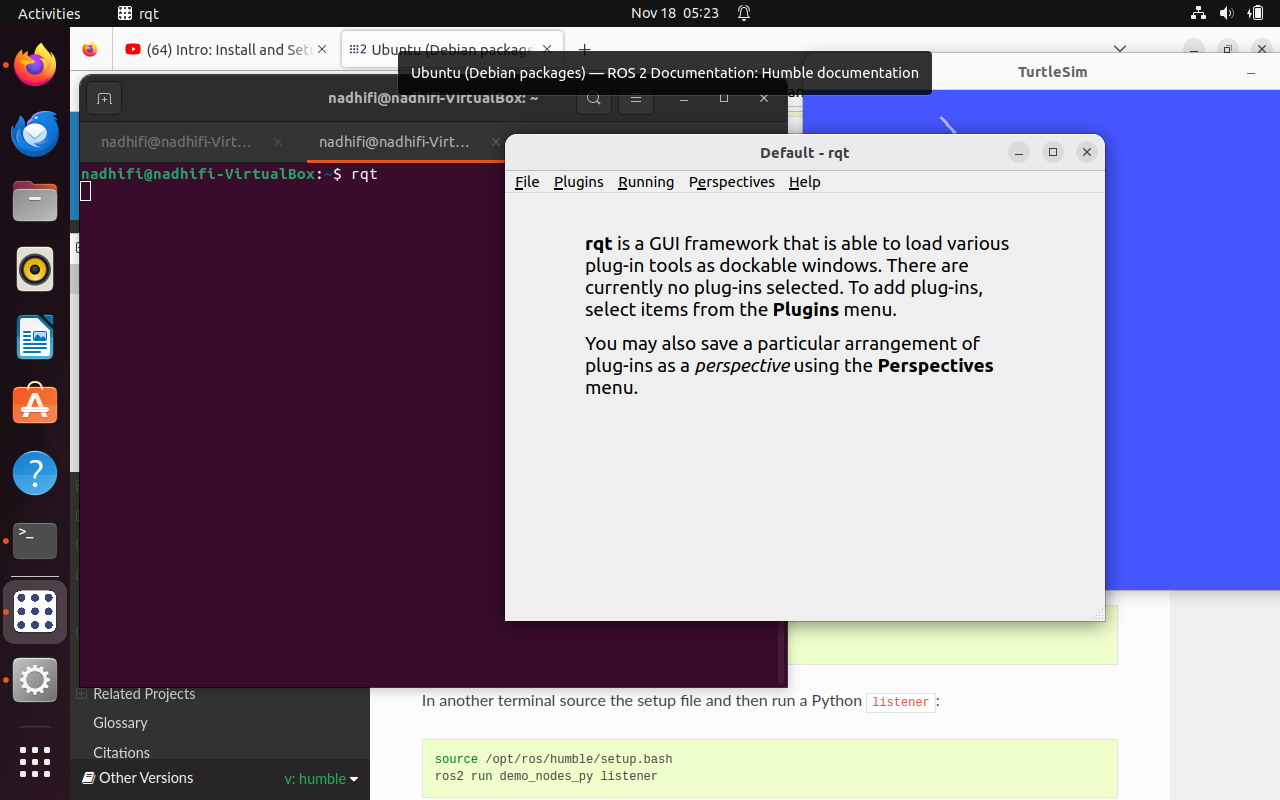 Activities
rqt
Nov 18 05:23
(64) Intro: Install and Setu
Ubuntu (Debian package
Ubuntu (Debian packages) — ROS 2 Documentation: Humble documentation
TurtleSim
nadhifi@nadhifi-VirtualBox: ~
nadhifi@nadhifi-Virt…
nadhifi@nadhifi-Virt…
nadhifi@nadhifi-VirtualBox:~$ rqt
Default - rqt
File Plugins Running Perspectives Help
rqt is a GUI framework that is able to load various
plug-in tools as dockable windows. There are
currently no plug-ins selected. To add plug-ins,
select items from the Plugins menu.
You may also save a particular arrangement of
plug-ins as a perspective using the Perspectives
menu.
Related Projects
Glossary
Citations
Other Versions
v: humble
In another terminal source the setup file and then run a Python listener:
source /opt/ros/humble/setup.bash
ros2 run demo_nodes_py listener